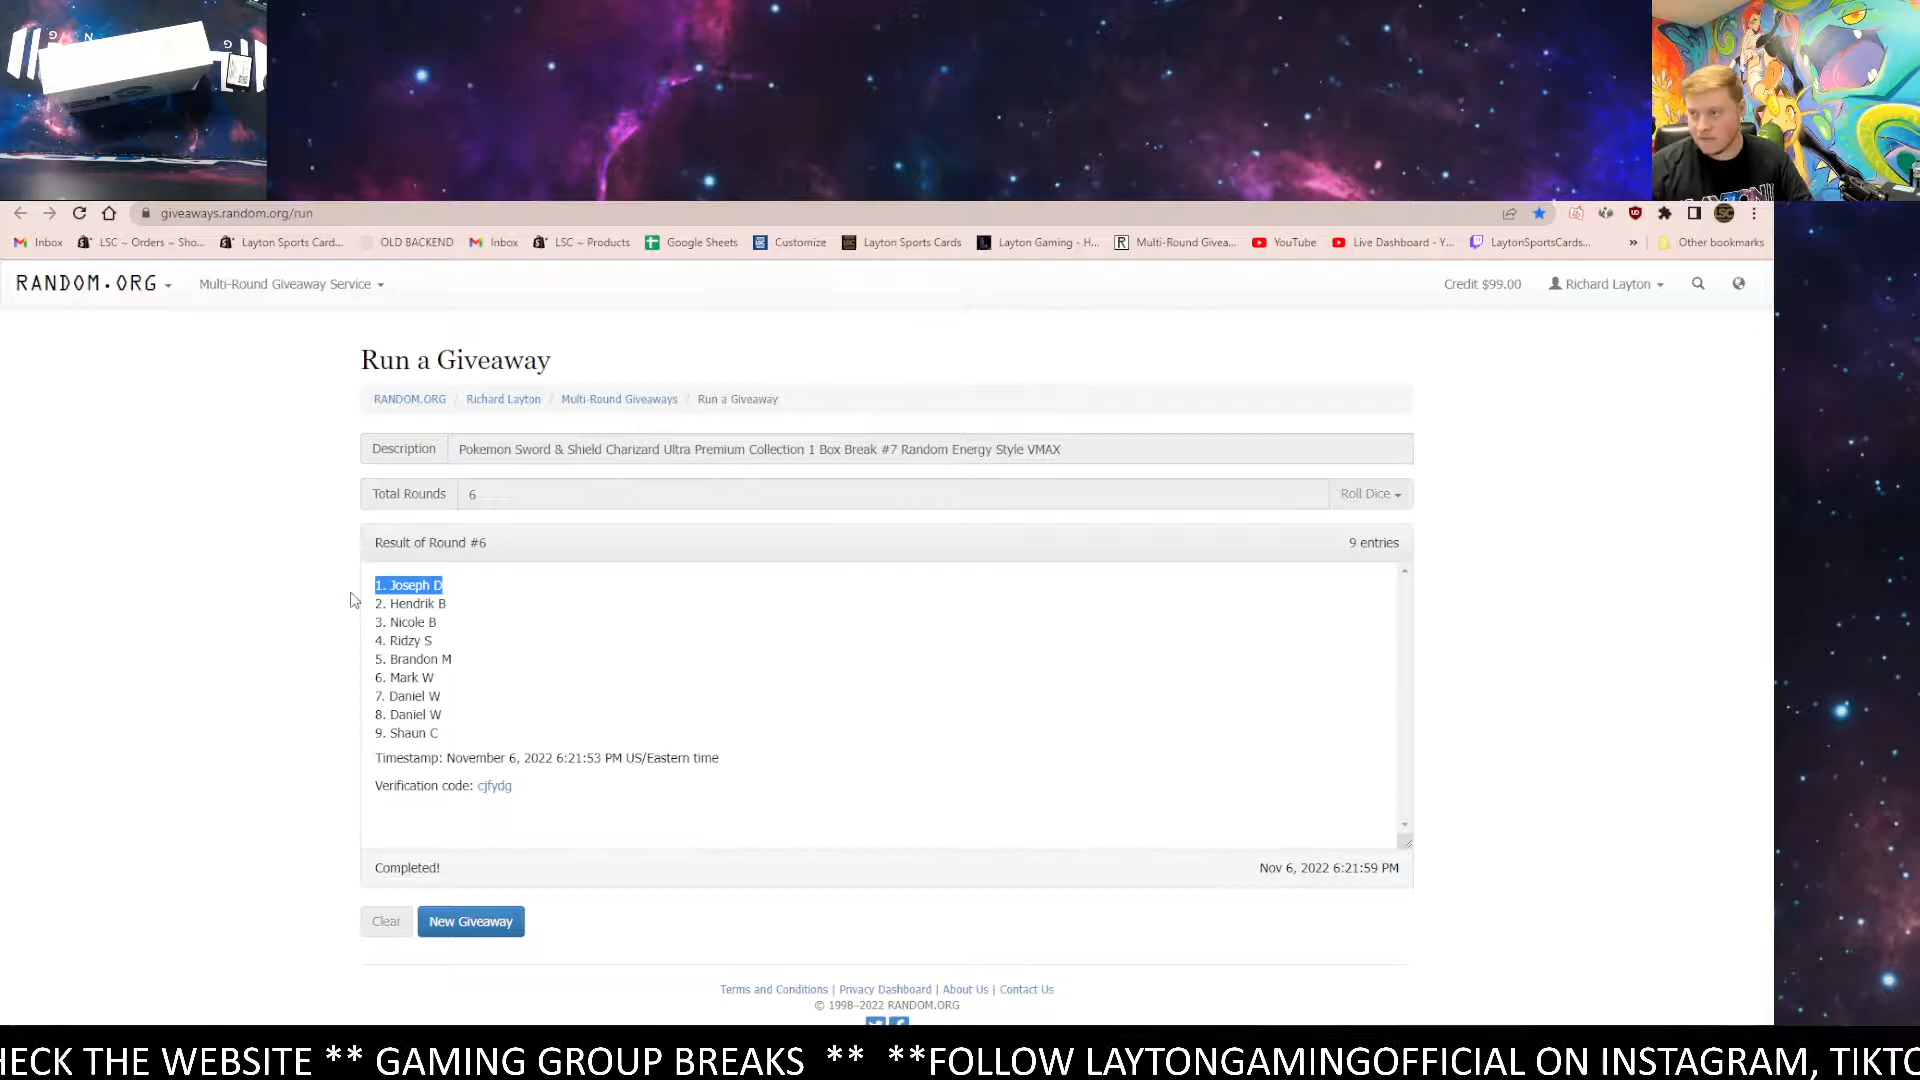 giveaways.random.org/run
Inbox LSC ~ Orders ~ Sho... Layton Sports Card... OLD BACKEND Inbox LSC ~ Products Google Sheets Customize Layton Sports Cards Layton Gaming - H... Multi-Round Givea... YouTube Live Dashboard - Y... LaytonSportsCards... » Other bookmarks
RANDOM.ORG Multi-Round Giveaway Service Credit $99.00 Richard Layton
Run a Giveaway
RANDOM.ORG / Richard Layton / Multi-Round Giveaways / Run a Giveaway
Description Pokemon Sword & Shield Charizard Ultra Premium Collection 1 Box Break #7 Random Energy Style VMAX
Total Rounds 6 Roll Dice
Result of Round #6 9 entries
1. Joseph D
2. Hendrik B
3. Nicole B
4. Ridzy S
5. Brandon M
6. Mark W
7. Daniel W
8. Daniel W
9. Shaun C
Timestamp: November 6, 2022 6:21:53 PM US/Eastern time
Verification code: cjfydg
Completed! Nov 6, 2022 6:21:59 PM
Clear New Giveaway
Terms and Conditions | Privacy Dashboard | About Us | Contact Us
© 1998–2022 RANDOM.ORG
HECK THE WEBSITE ** GAMING GROUP BREAKS ** **FOLLOW LAYTONGAMINGOFFICIAL ON INSTAGRAM, TIKTO